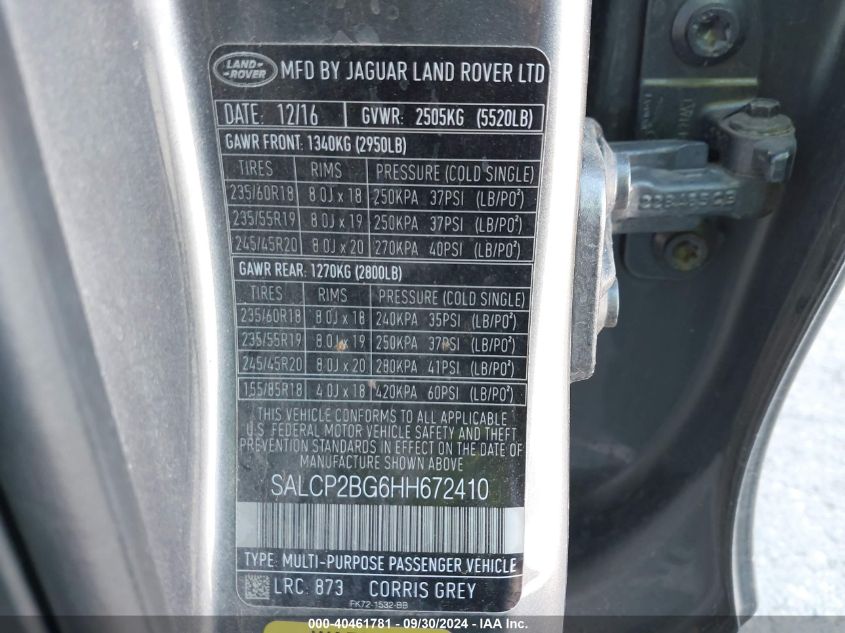 LAND ROVER MFD BY JAGUAR LAND ROVER LTD
DATE: 12/16 GVWR: 2505KG (5520LB)
GAWR FRONT: 1340KG (2950LB)
TIRES RIMS PRESSURE (COLD SINGLE)
235/60R18 8.0J x 18 250KPA 37PSI (LB/PO²)
235/55R19 8.0J x 19 250KPA 37PSI (LB/PO²)
245/45R20 8.0J x 20 270KPA 40PSI (LB/PO²)
GAWR REAR: 1270KG (2800LB)
TIRES RIMS PRESSURE (COLD SINGLE)
235/60R18 8.0J x 18 240KPA 35PSI (LB/PO²)
235/55R19 8.0J x 19 250KPA 37PSI (LB/PO²)
245/45R20 8.0J x 20 280KPA 41PSI (LB/PO²)
155/85R18 4.0J x 18 420KPA 60PSI (LB/PO²)
THIS VEHICLE CONFORMS TO ALL APPLICABLE
U.S. FEDERAL MOTOR VEHICLE SAFETY AND THEFT
PREVENTION STANDARDS IN EFFECT ON THE DATE OF
MANUFACTURE SHOWN ABOVE
SALCP2BG6HH672410
TYPE: MULTI-PURPOSE PASSENGER VEHICLE
LRC: 873 CORRIS GREY
FK72-1532-BB
40461781 - 09/30/2024 - IAAI.COM